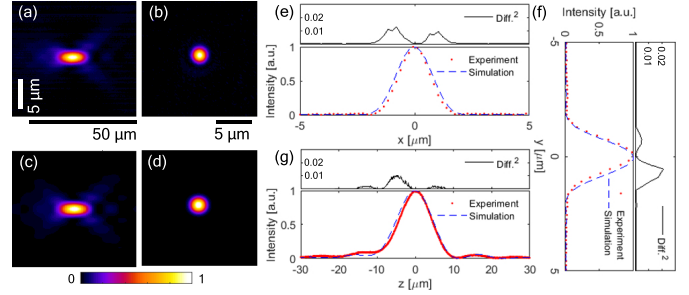 (a)
(b)
5 µm
50 µm
5 µm
(c)
(d)
0
1
(e)
0.02
0.01
Diff.²
Intensity [a.u.]
1
0.5
0
Experiment
Simulation
-5
0
5
x [µm]
(g)
0.02
0.01
Diff.²
Intensity [a.u.]
1
0.5
0
Experiment
Simulation
-30
-20
-10
0
10
20
30
z [µm]
(f)
Intensity [a.u.]
0
0.5
1
0.02
0.01
-5
0
5
y [µm]
Experiment
Simulation
Diff.²